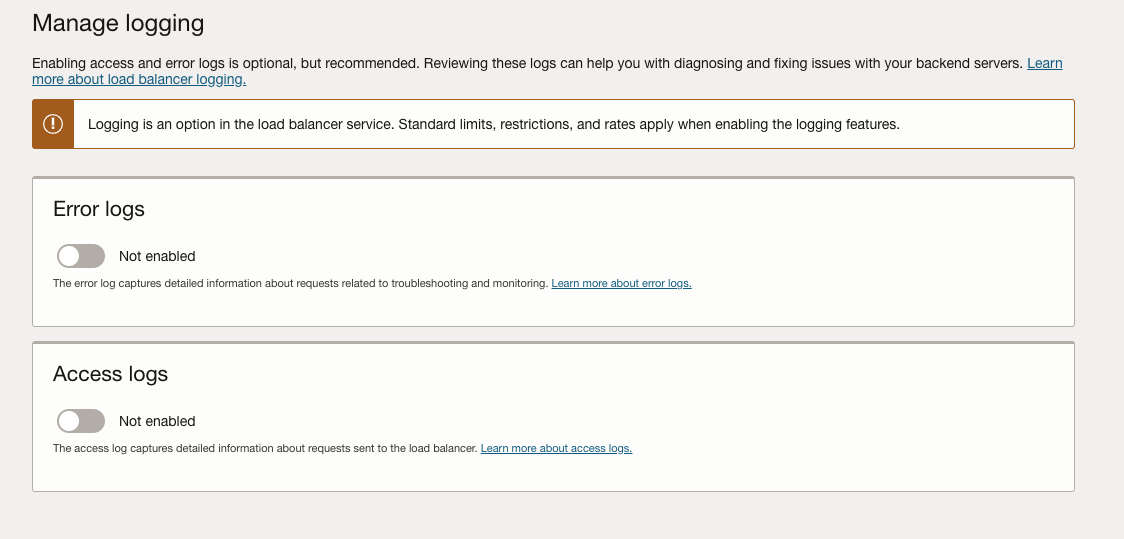 Manage logging
Enabling access and error logs is optional, but recommended. Reviewing these logs can help you with diagnosing and fixing issues with your backend servers. Learn
more about load balancer logging.
Logging is an option in the load balancer service. Standard limits, restrictions, and rates apply when enabling the logging features.
Error logs
Not enabled
The error log captures detailed information about requests related to troubleshooting and monitoring. Learn more about error logs.
Access logs
Not enabled
The access log captures detailed information about requests sent to the load balancer. Learn more about access logs.